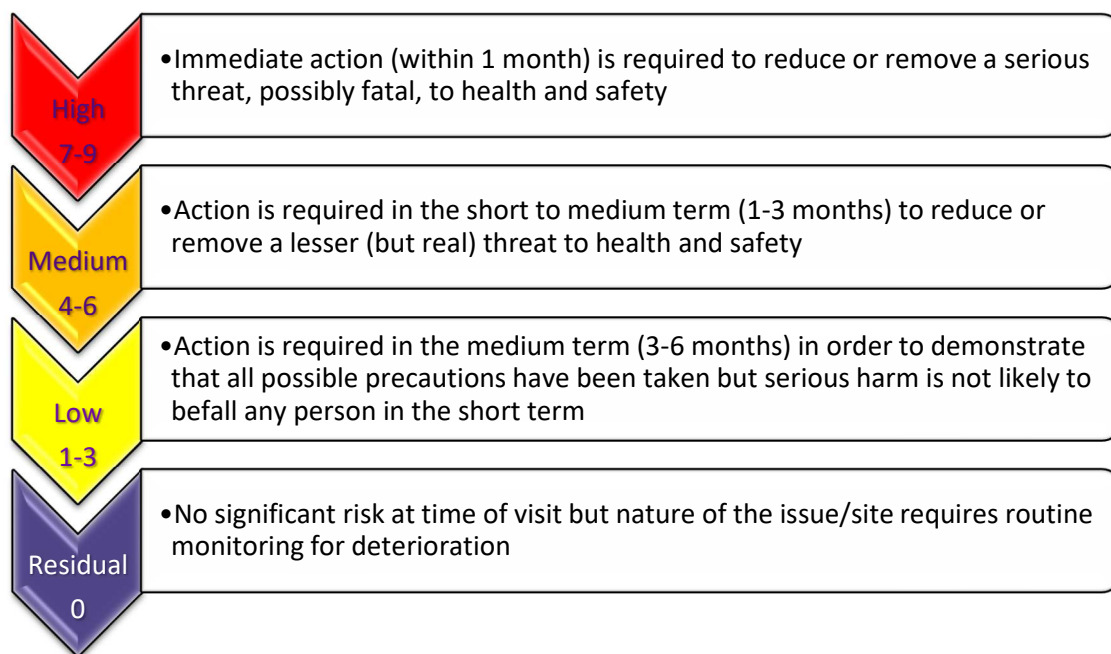 High
7-9
•Immediate action (within 1 month) is required to reduce or remove a serious
threat, possibly fatal, to health and safety
Medium
4-6
•Action is required in the short to medium term (1-3 months) to reduce or
remove a lesser (but real) threat to health and safety
Low
1-3
•Action is required in the medium term (3-6 months) in order to demonstrate
that all possible precautions have been taken but serious harm is not likely to
befall any person in the short term
Residual
0
•No significant risk at time of visit but nature of the issue/site requires routine
monitoring for deterioration